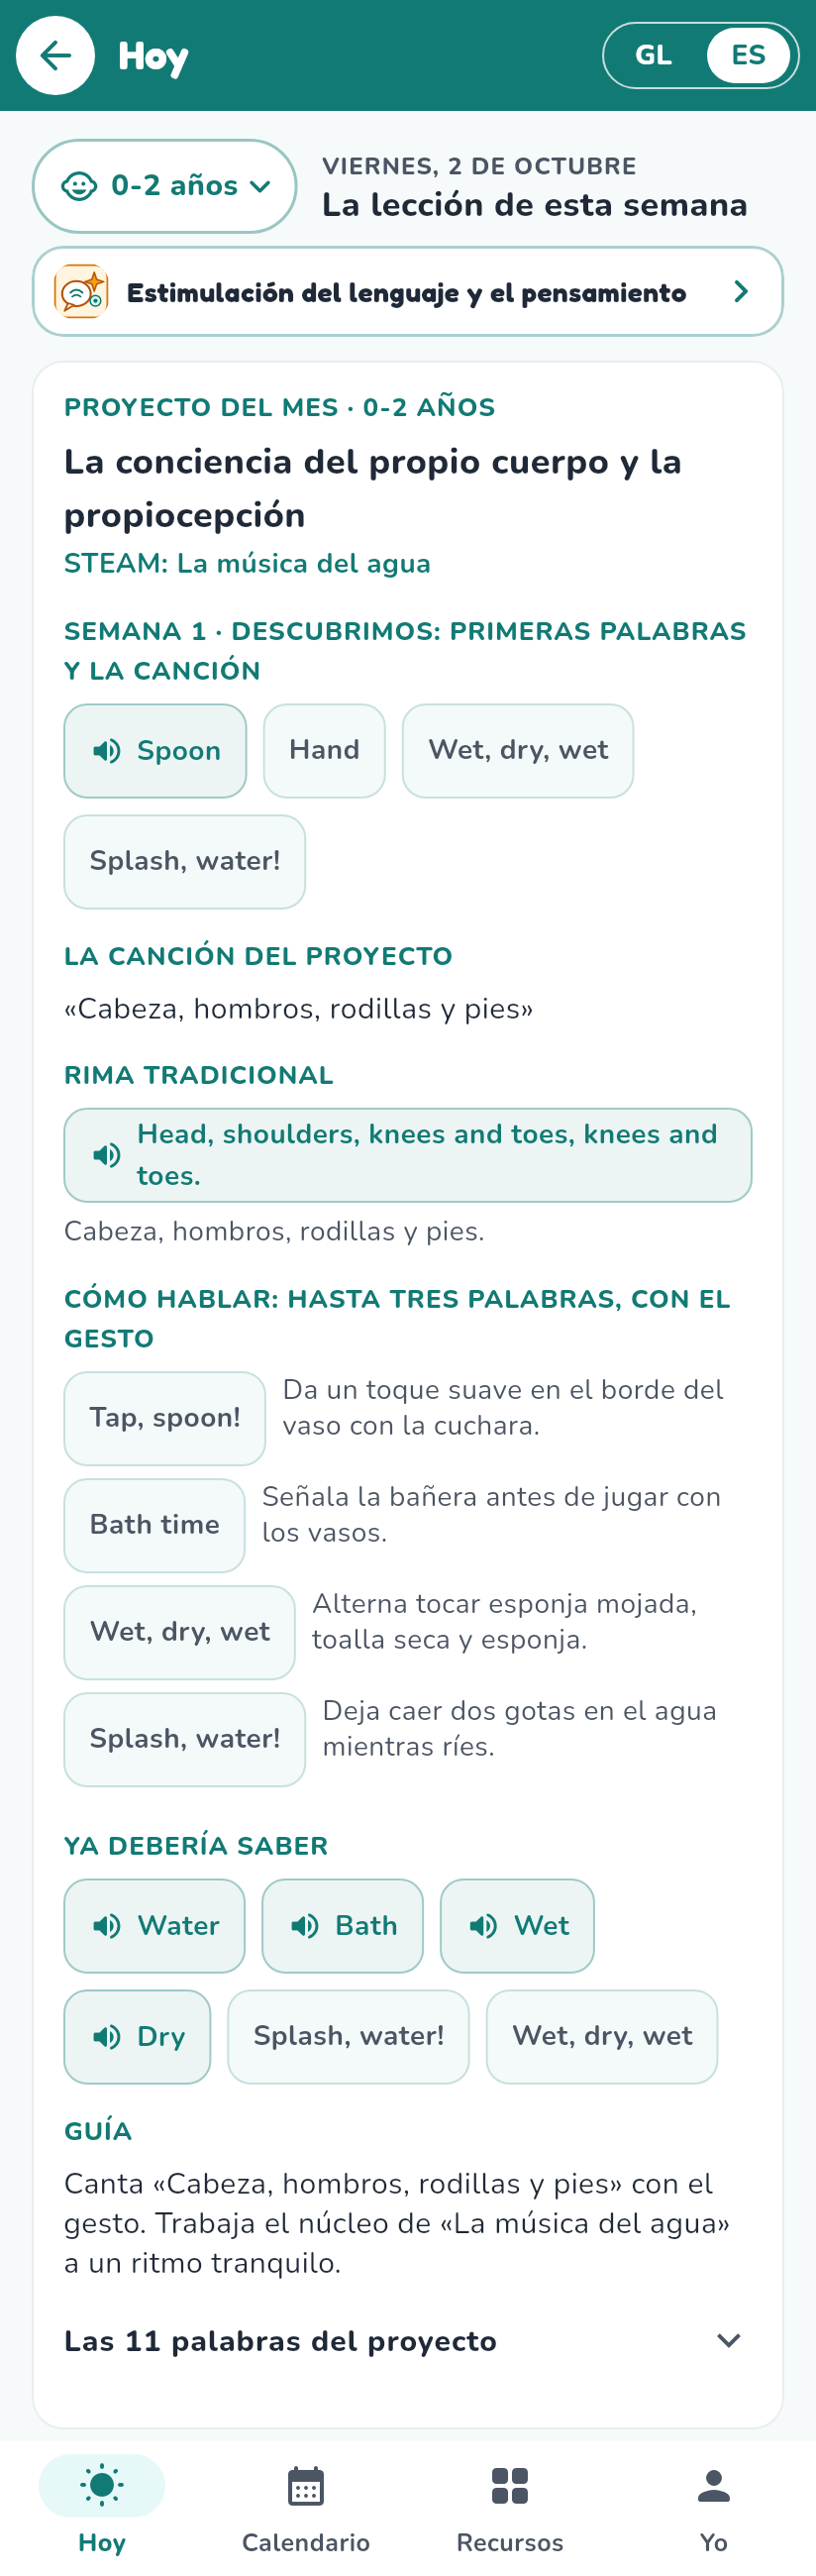 Hoy
GL
ES
0-2 años
VIERNES, 2 DE OCTUBRE
La lección de esta semana
Estimulación del lenguaje y el pensamiento
PROYECTO DEL MES · 0-2 AÑOS
La conciencia del propio cuerpo y la
propiocepción
STEAM: La música del agua
SEMANA 1 · DESCUBRIMOS: PRIMERAS PALABRAS
Y LA CANCIÓN
Spoon
Hand
Wet, dry, wet
Splash, water!
LA CANCIÓN DEL PROYECTO
«Cabeza, hombros, rodillas y pies»
RIMA TRADICIONAL
Head, shoulders, knees and toes, knees and
toes.
Cabeza, hombros, rodillas y pies.
CÓMO HABLAR: HASTA TRES PALABRAS, CON EL
GESTO
Tap, spoon!
Da un toque suave en el borde del
vaso con la cuchara.
Bath time
Señala la bañera antes de jugar con
los vasos.
Wet, dry, wet
Alterna tocar esponja mojada,
toalla seca y esponja.
Splash, water!
Deja caer dos gotas en el agua
mientras ríes.
YA DEBERÍA SABER
Water
Bath
Wet
Dry
Splash, water!
Wet, dry, wet
GUÍA
Canta «Cabeza, hombros, rodillas y pies» con el
gesto. Trabaja el núcleo de «La música del agua»
a un ritmo tranquilo.
Las 11 palabras del proyecto
Hoy
Calendario
Recursos
Yo